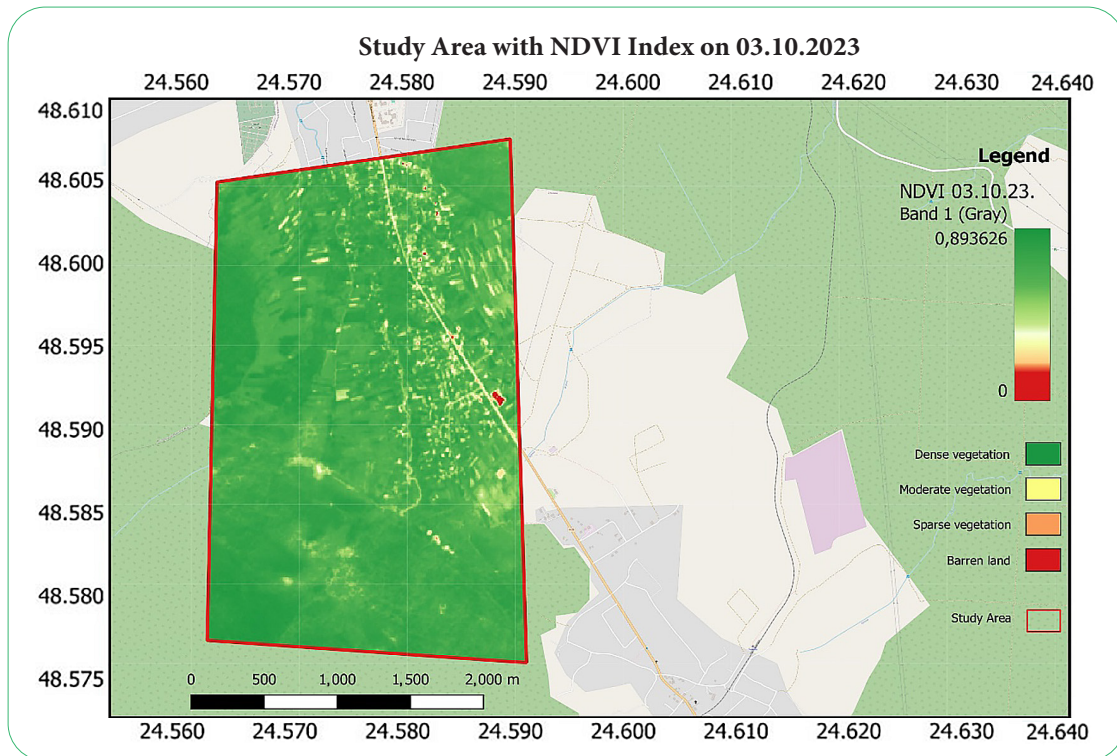 Study Area with NDVI Index on 03.10.2023
24.560 24.570 24.580 24.590 24.600 24.610 24.620 24.630 24.640
48.610
48.605
48.600
48.595
48.590
48.585
48.580
48.575
Legend
NDVI 03.10.23.
Band 1 (Gray)
0,893626
0
Dense vegetation
Moderate vegetation
Sparse vegetation
Barren land
Study Area
0 500 1,000 1,500 2,000 m
24.560 24.570 24.580 24.590 24.600 24.610 24.620 24.630 24.640